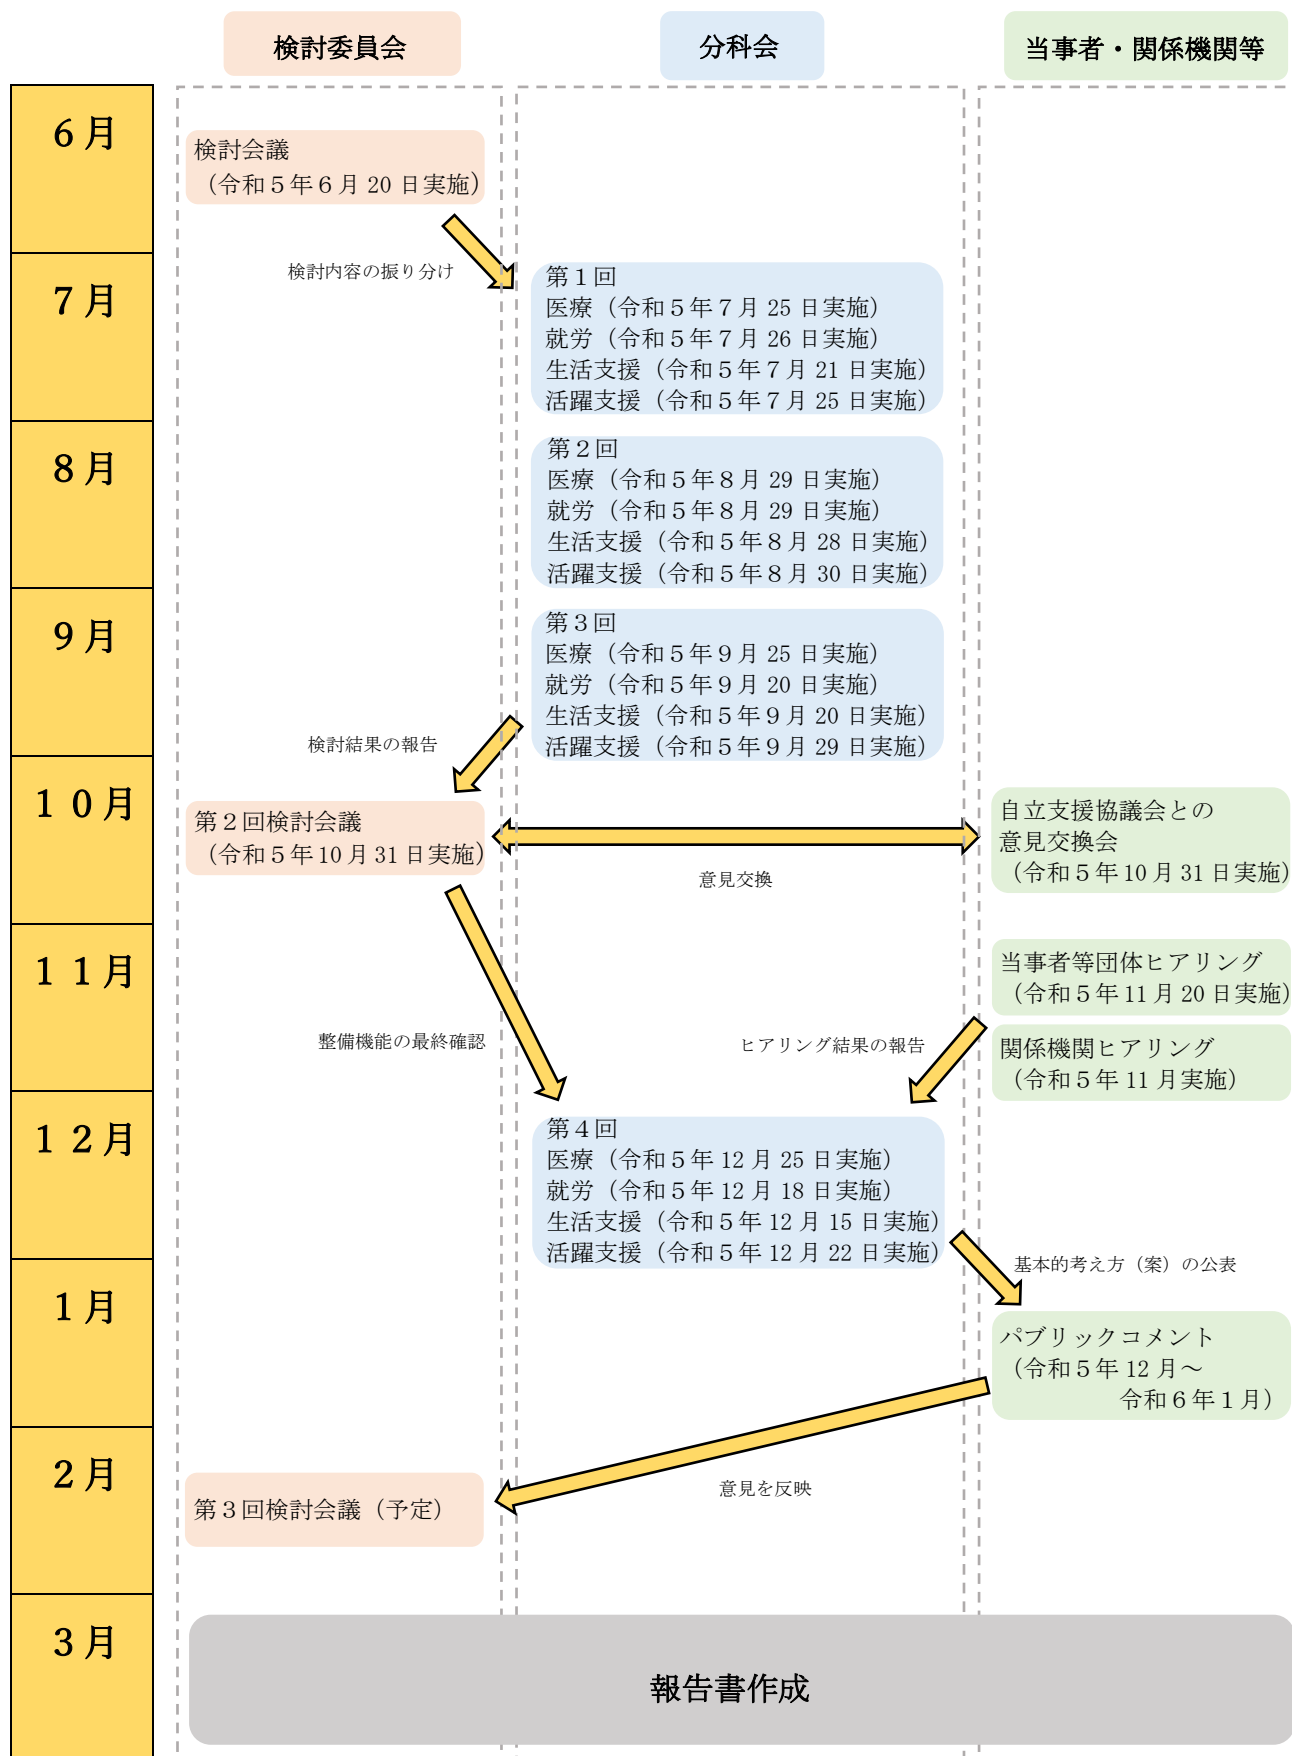 検討委員会
分科会
当事者・関係機関等
6月
検討会議
（令和５年６月 20 日実施）
検討内容の振り分け
7月
第１回
医療（令和５年７月 25 日実施）
就労（令和５年７月 26 日実施）
生活支援（令和５年７月 21 日実施）
活躍支援（令和５年７月 25 日実施）
8月
第２回
医療（令和５年８月 29 日実施）
就労（令和５年８月 29 日実施）
生活支援（令和５年８月 28 日実施）
活躍支援（令和５年８月 30 日実施）
9月
第３回
医療（令和５年９月 25 日実施）
就労（令和５年９月 20 日実施）
生活支援（令和５年９月 20 日実施）
活躍支援（令和５年９月 29 日実施）
検討結果の報告
１０月
第２回検討会議
（令和５年 10 月 31 日実施）
意見交換
自立支援協議会との
意見交換会
（令和５年 10 月 31 日実施）
１１月
当事者等団体ヒアリング
（令和５年 11 月 20 日実施）
関係機関ヒアリング
（令和５年 11 月実施）
整備機能の最終確認
ヒアリング結果の報告
１２月
第４回
医療（令和５年 12 月 25 日実施）
就労（令和５年 12 月 18 日実施）
生活支援（令和５年 12 月 15 日実施）
活躍支援（令和５年 12 月 22 日実施）
基本的考え方（案）の公表
1月
パブリックコメント
（令和５年 12 月～
令和６年１月）
2月
意見を反映
第３回検討会議（予定）
3月
報告書作成